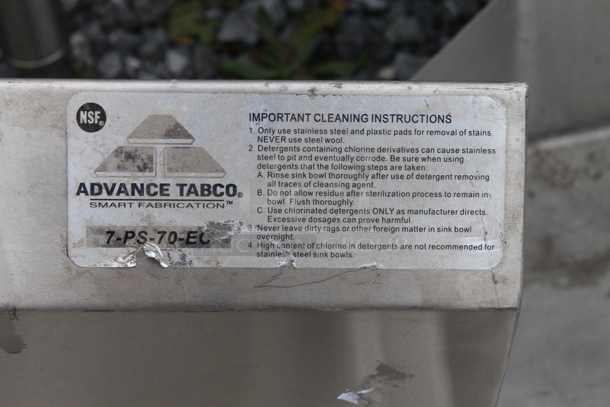 NSF.
ADVANCE TABCO®
SMART FABRICATION™
7-PS-70-EC
IMPORTANT CLEANING INSTRUCTIONS
1. Only use stainless steel and plastic pads for removal of stains.
NEVER use steel wool.
2. Detergents containing chlorine derivatives can cause stainless
steel to pit and eventually corrode. Be sure when using
detergents that the following steps are taken:
A. Rinse sink bowl thoroughly after use of detergent removing
all traces of cleansing agent.
B. Do not allow residue after sterilization process to remain in
bowl. Flush thoroughly.
C. Use chlorinated detergents ONLY as manufacturer directs.
Excessive dosages can prove harmful.
Never leave dirty rags or other foreign matter in sink bowl
overnight.
4. High content of chlorine in detergents are not recommended for
stainless steel sink bowls.